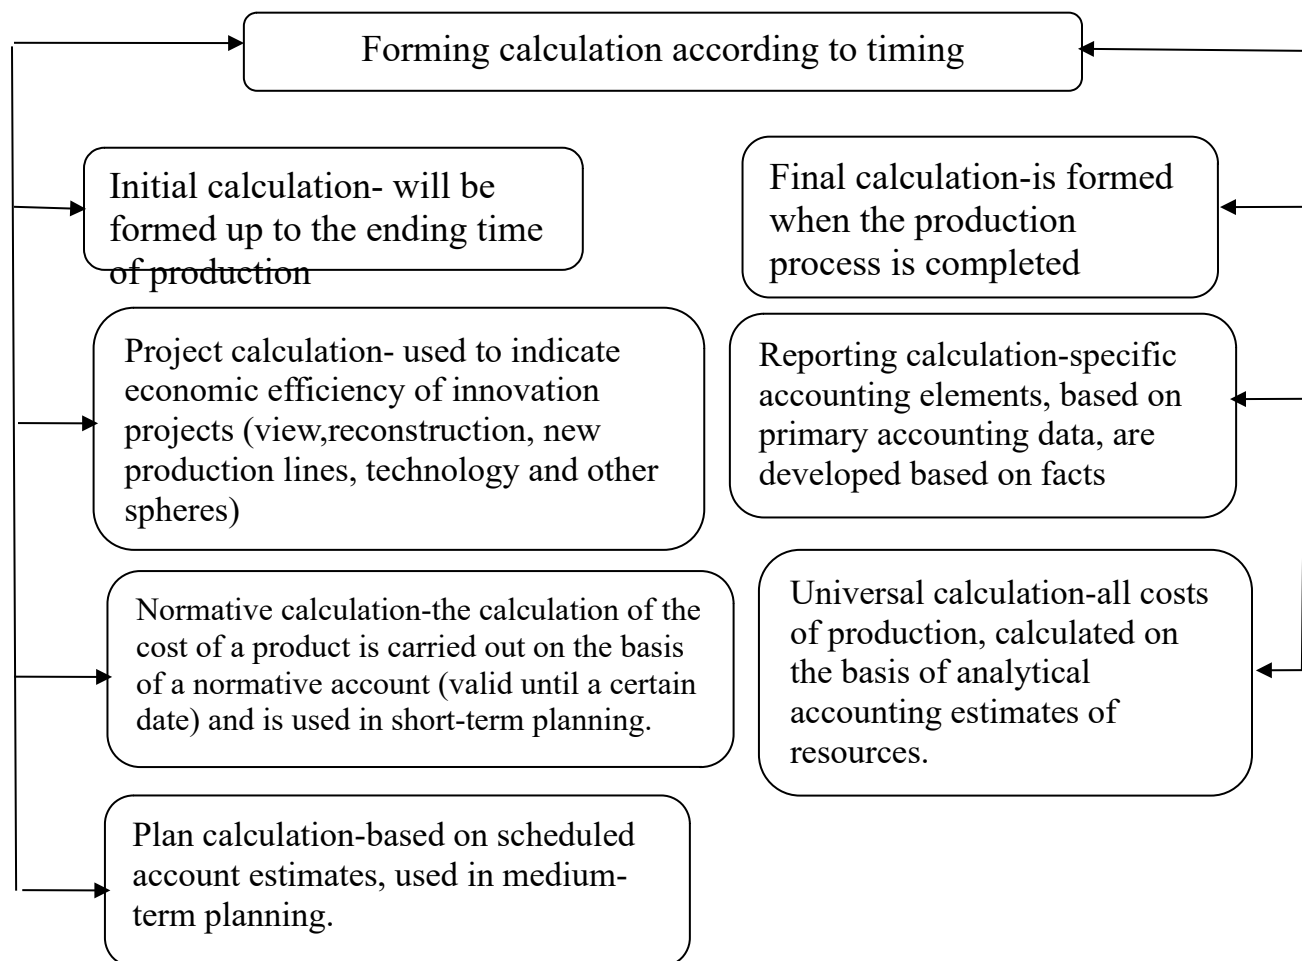 Forming calculation according to timing
Initial calculation- will be
formed up to the ending time
of production
Final calculation-is formed
when the production
process is completed
Project calculation- used to indicate
economic efficiency of innovation
projects (view,reconstruction, new
production lines, technology and other
spheres)
Reporting calculation-specific
accounting elements, based on
primary accounting data, are
developed based on facts
Normative calculation-the calculation of the
cost of a product is carried out on the basis
of a normative account (valid until a certain
date) and is used in short-term planning.
Universal calculation-all costs
of production, calculated on
the basis of analytical
accounting estimates of
resources.
Plan calculation-based on scheduled
account estimates, used in medium-
term planning.